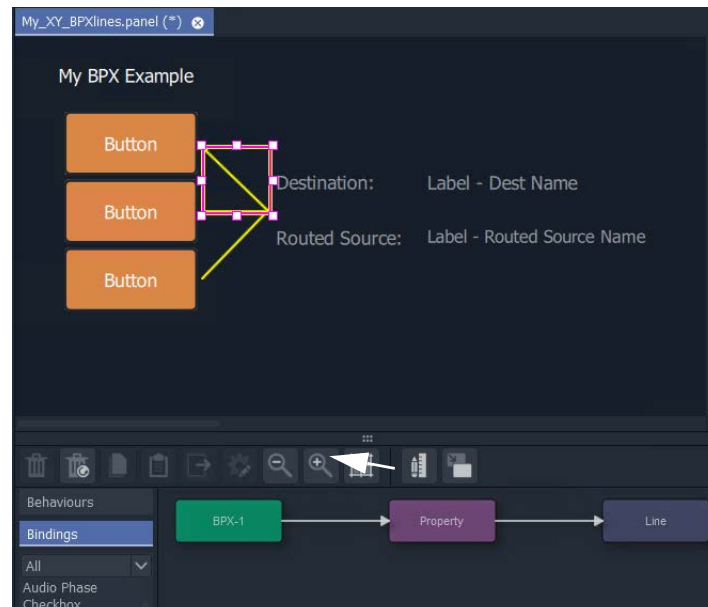 My_XY_BPXlines.panel (*)
My BPX Example
Button
Destination: Label - Dest Name
Button
Routed Source: Label - Routed Source Name
Button
Behaviours
Bindings
BPX-1 Property Line
All
Audio Phase
Checkbox